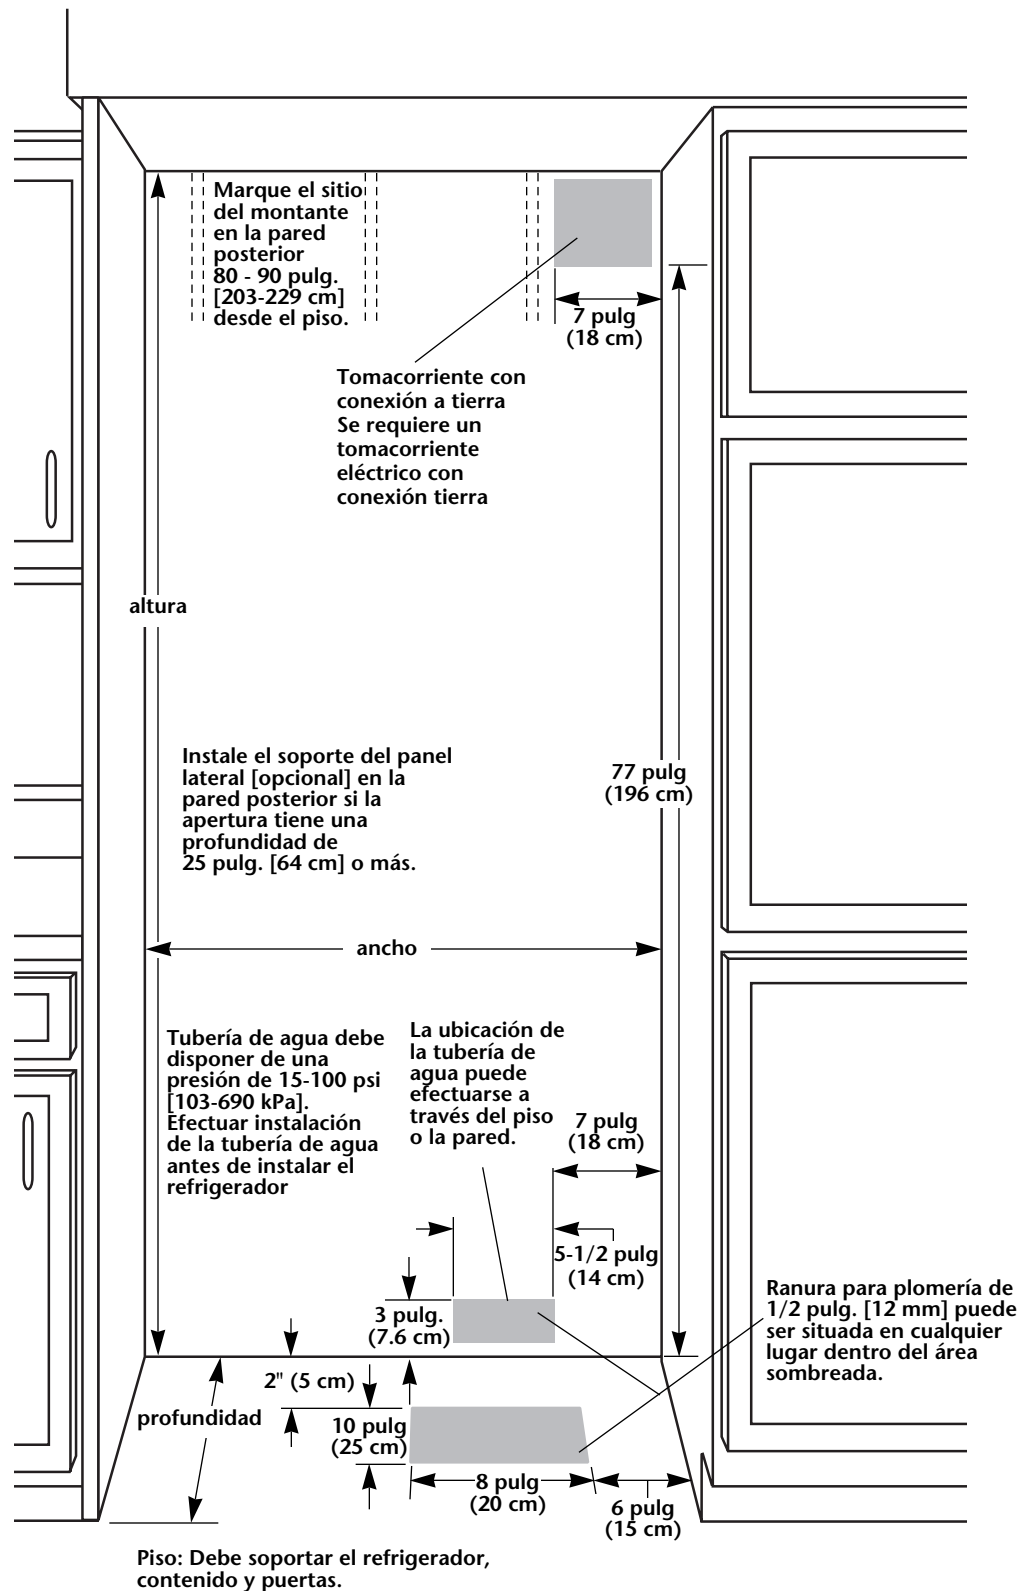 Marque el sitio
del montante
en la pared
posterior
80 - 90 pulg.
[203-229 cm]
desde el piso.
7 pulg
(18 cm)
Tomacorriente con
conexión a tierra
Se requiere un
tomacorriente
eléctrico con
conexión tierra
altura
Instale el soporte del panel
lateral [opcional] en la
pared posterior si la
apertura tiene una
profundidad de
25 pulg. [64 cm] o más.
77 pulg
(196 cm)
ancho
Tubería de agua debe
disponer de una
presión de 15-100 psi
[103-690 kPa].
Efectuar instalación
de la tubería de agua
antes de instalar el
refrigerador
La ubicación de
la tubería de
agua puede
efectuarse a
través del piso
o la pared.
7 pulg
(18 cm)
5-1/2 pulg
(14 cm)
3 pulg.
(7.6 cm)
Ranura para plomería de
1/2 pulg. [12 mm] puede
ser situada en cualquier
lugar dentro del área
sombreada.
2" (5 cm)
profundidad
10 pulg
(25 cm)
8 pulg
(20 cm)
6 pulg
(15 cm)
Piso: Debe soportar el refrigerador,
contenido y puertas.